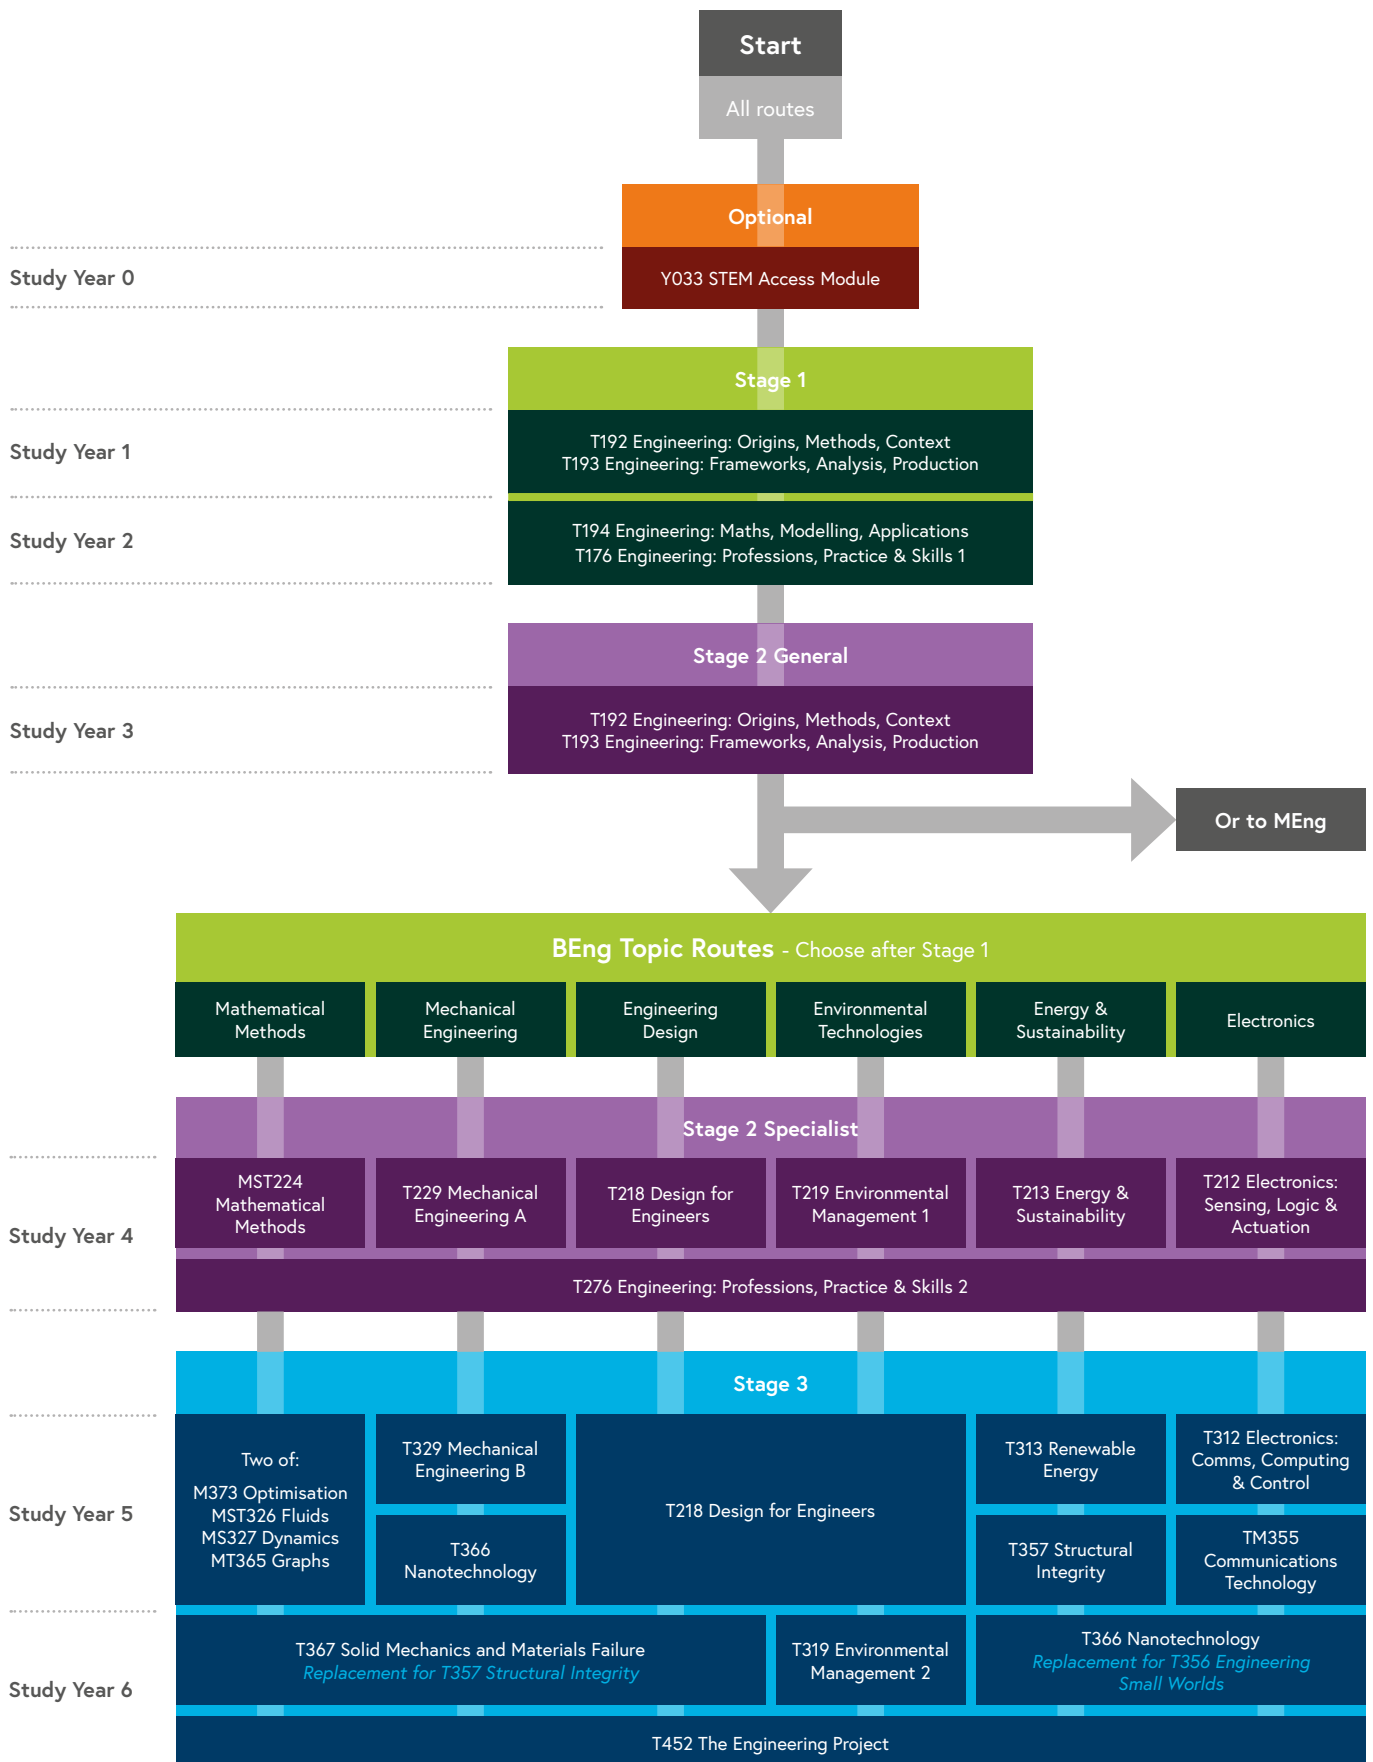 Start
All routes
Optional
Study Year 0
Y033 STEM Access Module
Stage 1
Study Year 1
T192 Engineering: Origins, Methods, Context
T193 Engineering: Frameworks, Analysis, Production
Study Year 2
T194 Engineering: Maths, Modelling, Applications
T176 Engineering: Professions, Practice & Skills 1
Stage 2 General
Study Year 3
T192 Engineering: Origins, Methods, Context
T193 Engineering: Frameworks, Analysis, Production
Or to MEng
BEng Topic Routes - Choose after Stage 1
Mathematical
Methods
Mechanical
Engineering
Engineering
Design
Environmental
Technologies
Energy &
Sustainability
Electronics
Stage 2 Specialist
Study Year 4
MST224
Mathematical
Methods
T229 Mechanical
Engineering A
T218 Design for
Engineers
T219 Environmental
Management 1
T213 Energy &
Sustainability
T212 Electronics:
Sensing, Logic &
Actuation
T276 Engineering: Professions, Practice & Skills 2
Stage 3
Study Year 5
Two of:
M373 Optimisation
MST326 Fluids
MS327 Dynamics
MT365 Graphs
T329 Mechanical
Engineering B
T366
Nanotechnology
T218 Design for Engineers
T313 Renewable
Energy
T357 Structural
Integrity
T312 Electronics:
Comms, Computing
& Control
TM355
Communications
Technology
Study Year 6
T367 Solid Mechanics and Materials Failure
Replacement for T357 Structural Integrity
T319 Environmental
Management 2
T366 Nanotechnology
Replacement for T356 Engineering
Small Worlds
T452 The Engineering Project